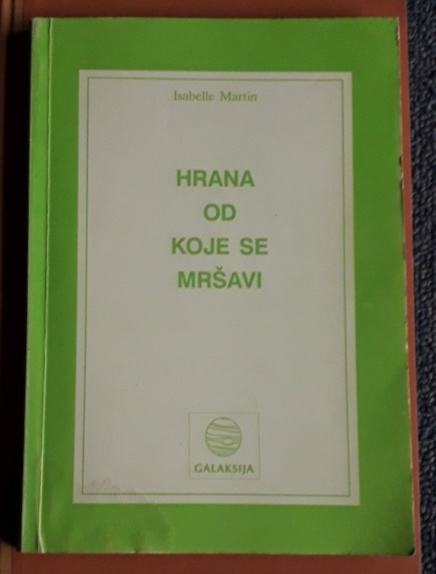 Isabelle Martin
HRANA
OD
KOJE SE
MRŠAVI
GALAKSIJA